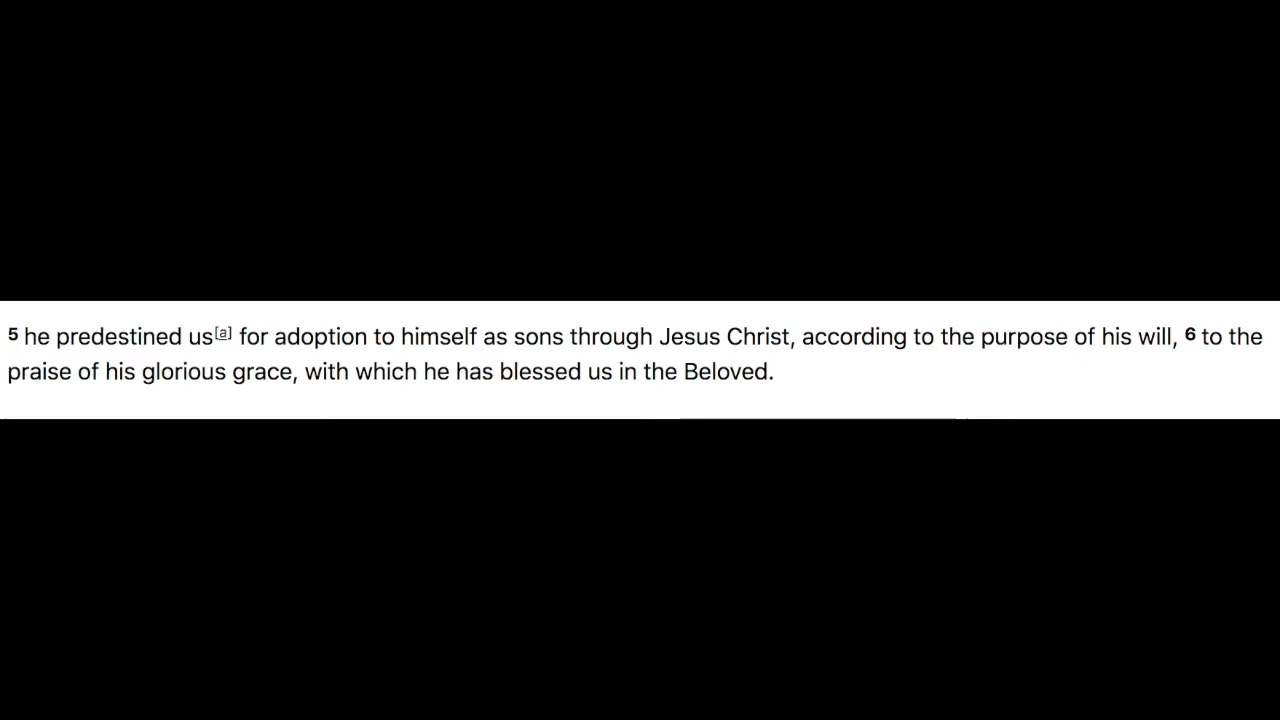 5 he predestined us[a] for adoption to himself as sons through Jesus Christ, according to the purpose of his will, 6 to the
praise of his glorious grace, with which he has blessed us in the Beloved.